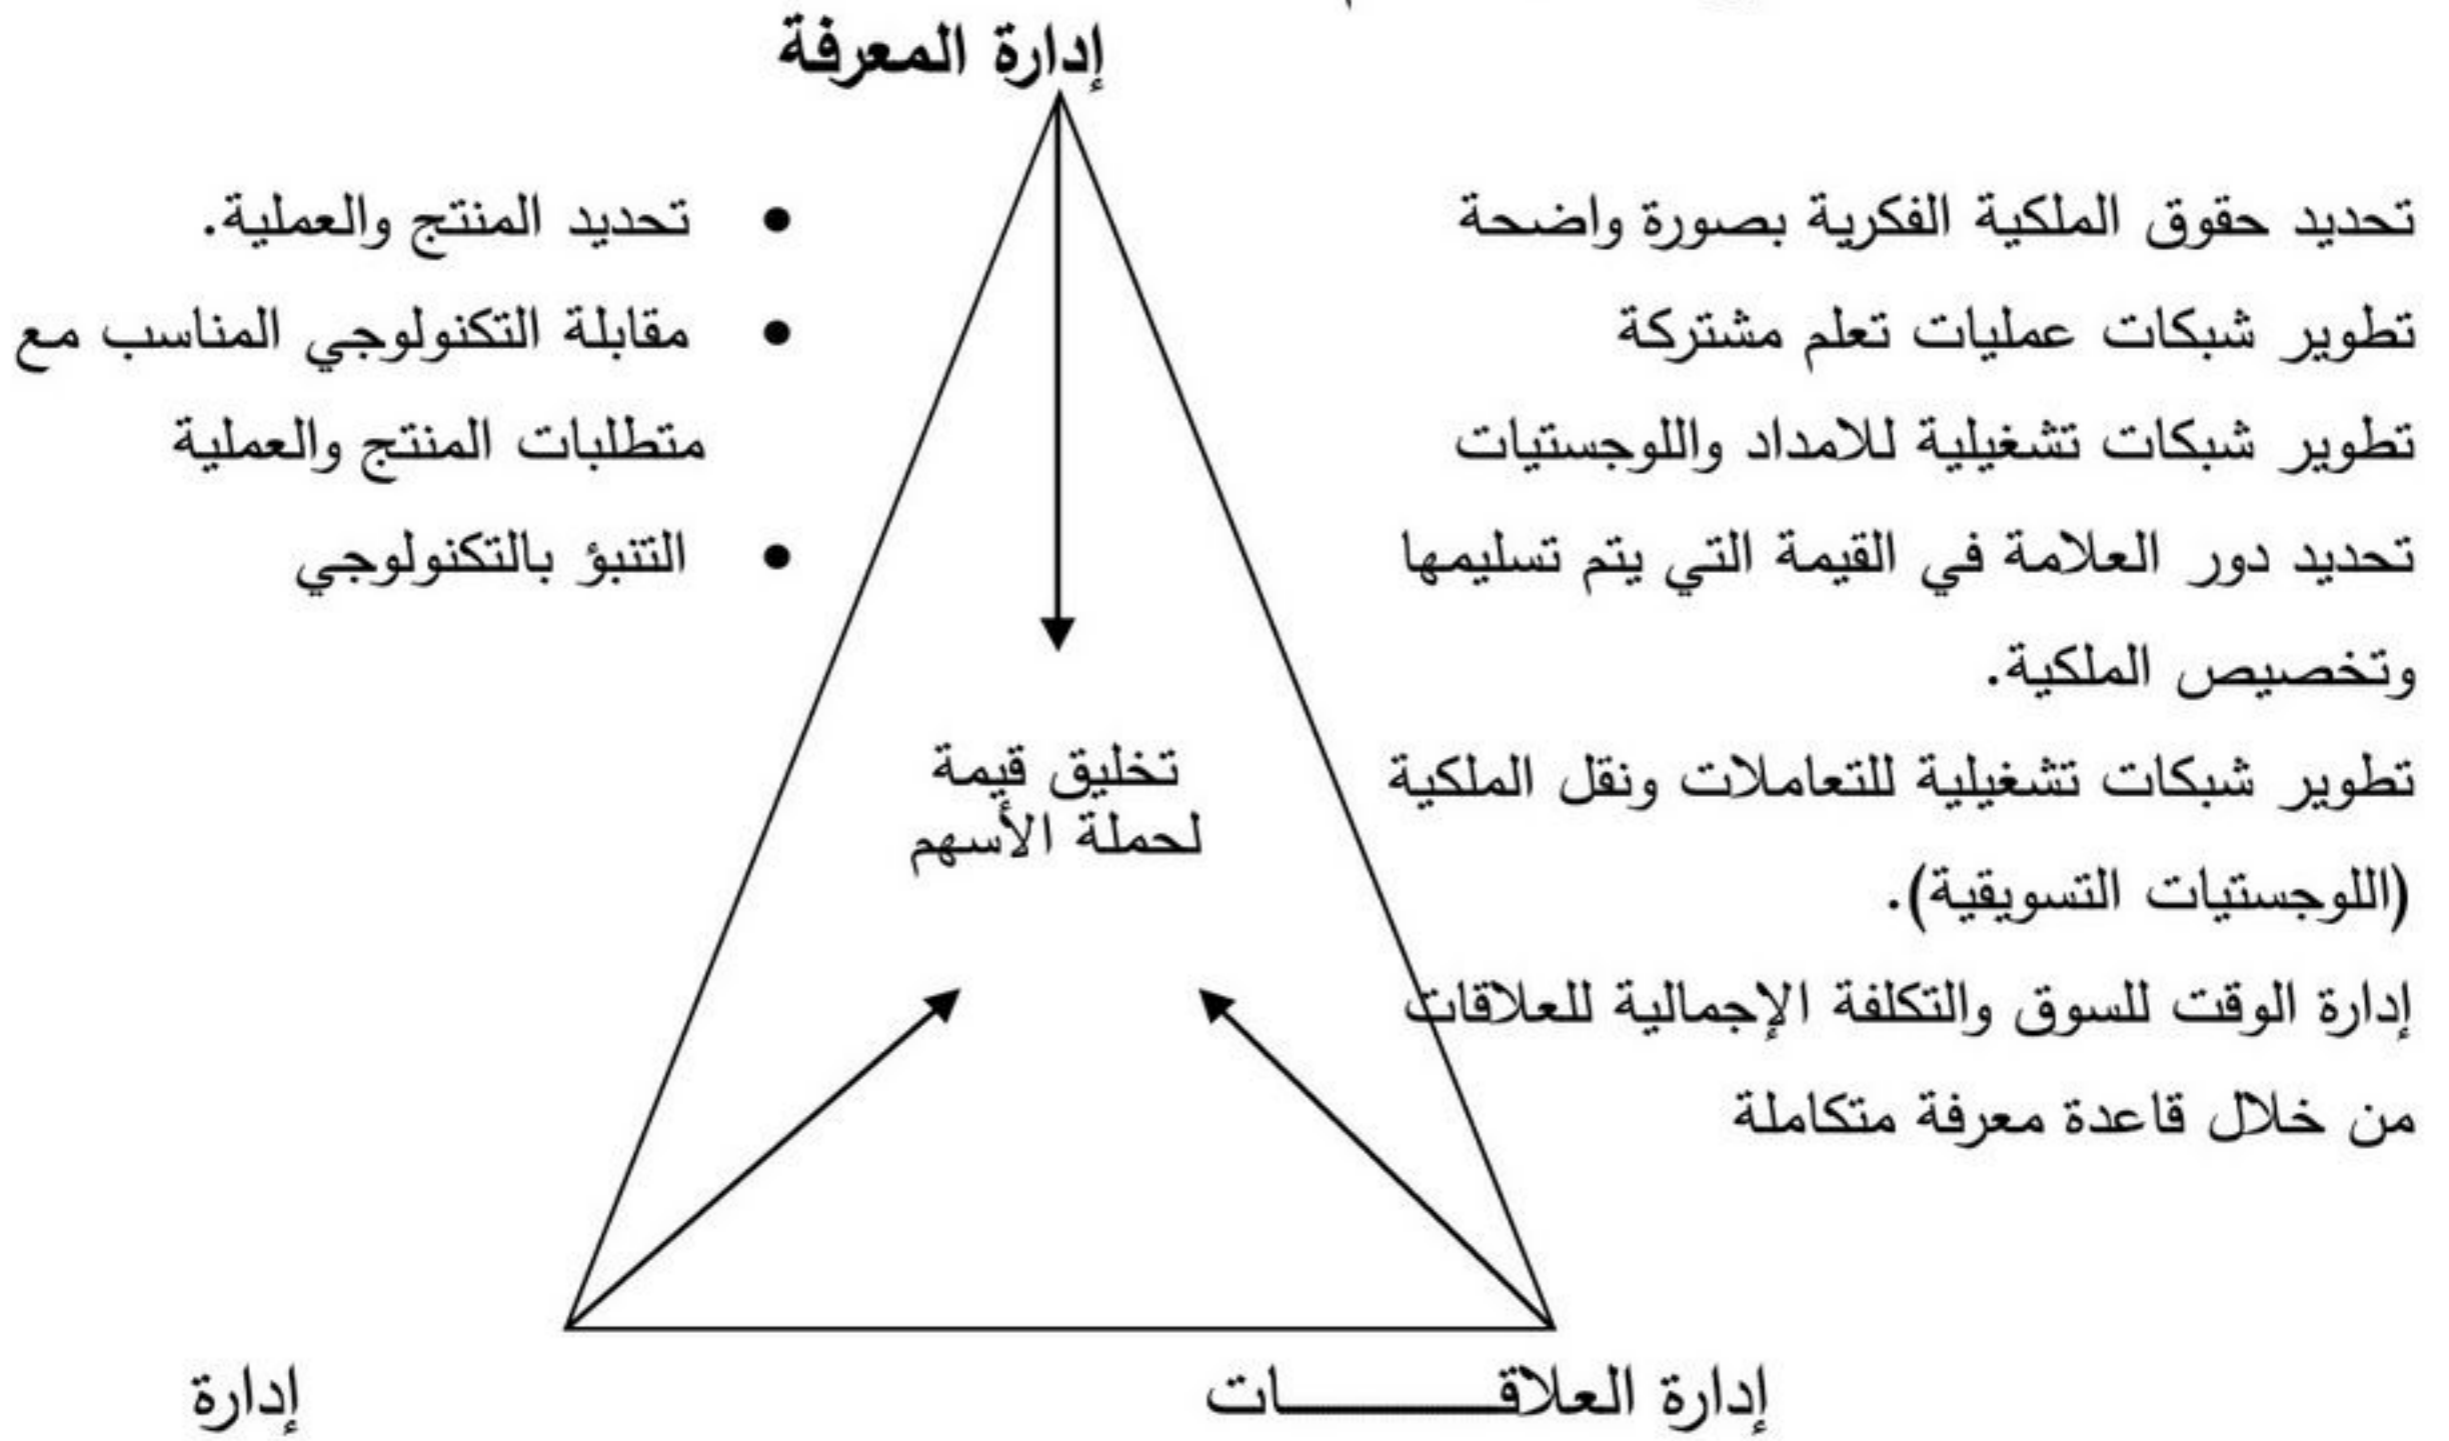 إدارة المعرفة
تحديد حقوق الملكية الفكرية بصورة واضحة
تطوير شبكات عمليات تعلم مشتركة
تطوير شبكات تشغيلية للامداد واللوجستيات
تحديد دور العلامة في القيمة التي يتم تسليمها
وتخصيص الملكية.
تطوير شبكات تشغيلية للتعاملات ونقل الملكية
(اللوجستيات التسويقية).
إدارة الوقت للسوق والتكلفة الإجمالية للعلاقات
من خلال قاعدة معرفة متكاملة
• تحديد المنتج والعملية.
• مقابلة التكنولوجي المناسب مع
متطلبات المنتج والعملية
• التنبؤ بالتكنولوجي
تخليق قيمة
لحملة الأسهم
إدارة العلاقـــــــــات
إدارة